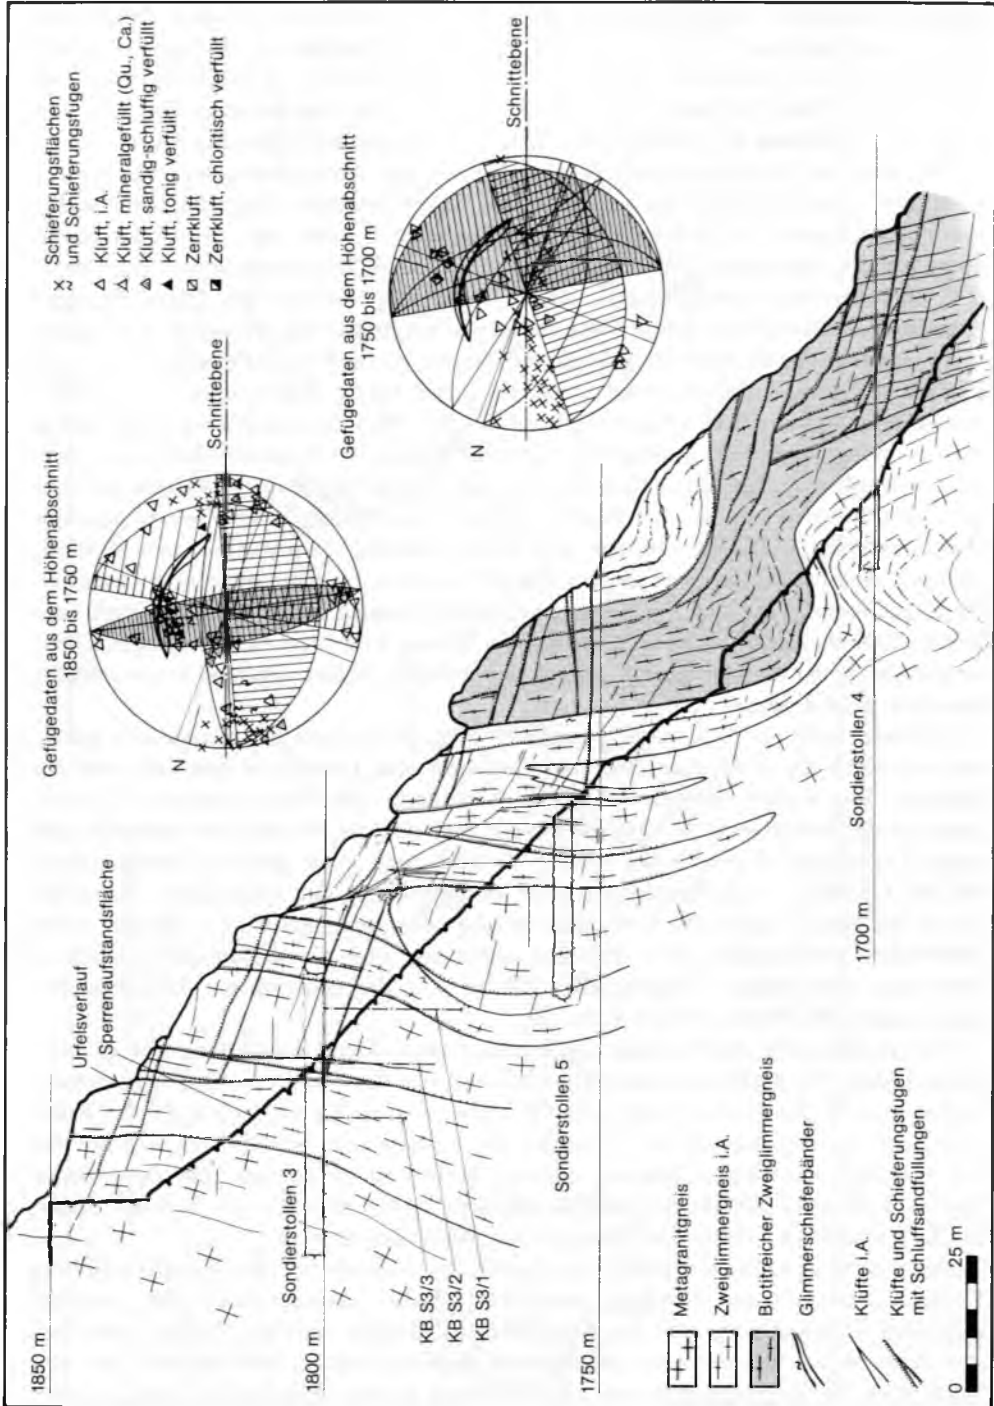 Gefügedaten aus dem Höhenabschnitt
1850 bis 1750 m
N
Schnittebene
Schieferungsflächen
und Schieferungsfugen
Kluft, i.A.
Kluft, mineralgefüllt (Qu., Ca.)
Kluft, sandig-schluffig verfüllt
Kluft, tonig verfüllt
Zerrkluft
Zerrkluft, chloritisch verfüllt
Gefügedaten aus dem Höhenabschnitt
1750 bis 1700 m
N
Schnittebene
Urfelsverlauf
Sperrenaufstandsfläche
1850 m
1800 m
1750 m
1700 m
Sondierstollen 3
Sondierstollen 5
Sondierstollen 4
KB S3/3
KB S3/2
KB S3/1
Metagranitgneis
Zweiglimmergneis i.A.
Biotitreicher Zweiglimmergneis
Glimmerschieferbänder
Klüfte i.A.
Klüfte und Schieferungsfugen
mit Schluffsandfüllungen
0 25 m